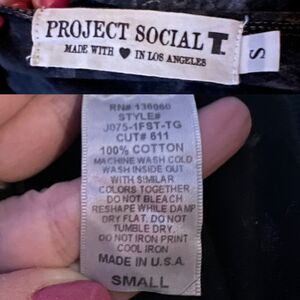 PROJECT SOCIAL T.
MADE WITH ♥ IN LOS ANGELES
S
RN# 136060
STYLE#
J075-1FST-TG
CUT# 611
100% COTTON
MACHINE WASH COLD
WASH INSIDE OUT
WITH SIMILAR
COLORS TOGETHER
DO NOT BLEACH
RESHAPE WHILE DAMP
DRY FLAT. DO NOT
TUMBLE DRY.
DO NOT IRON PRINT
COOL IRON
MADE IN U.S.A.
SMALL